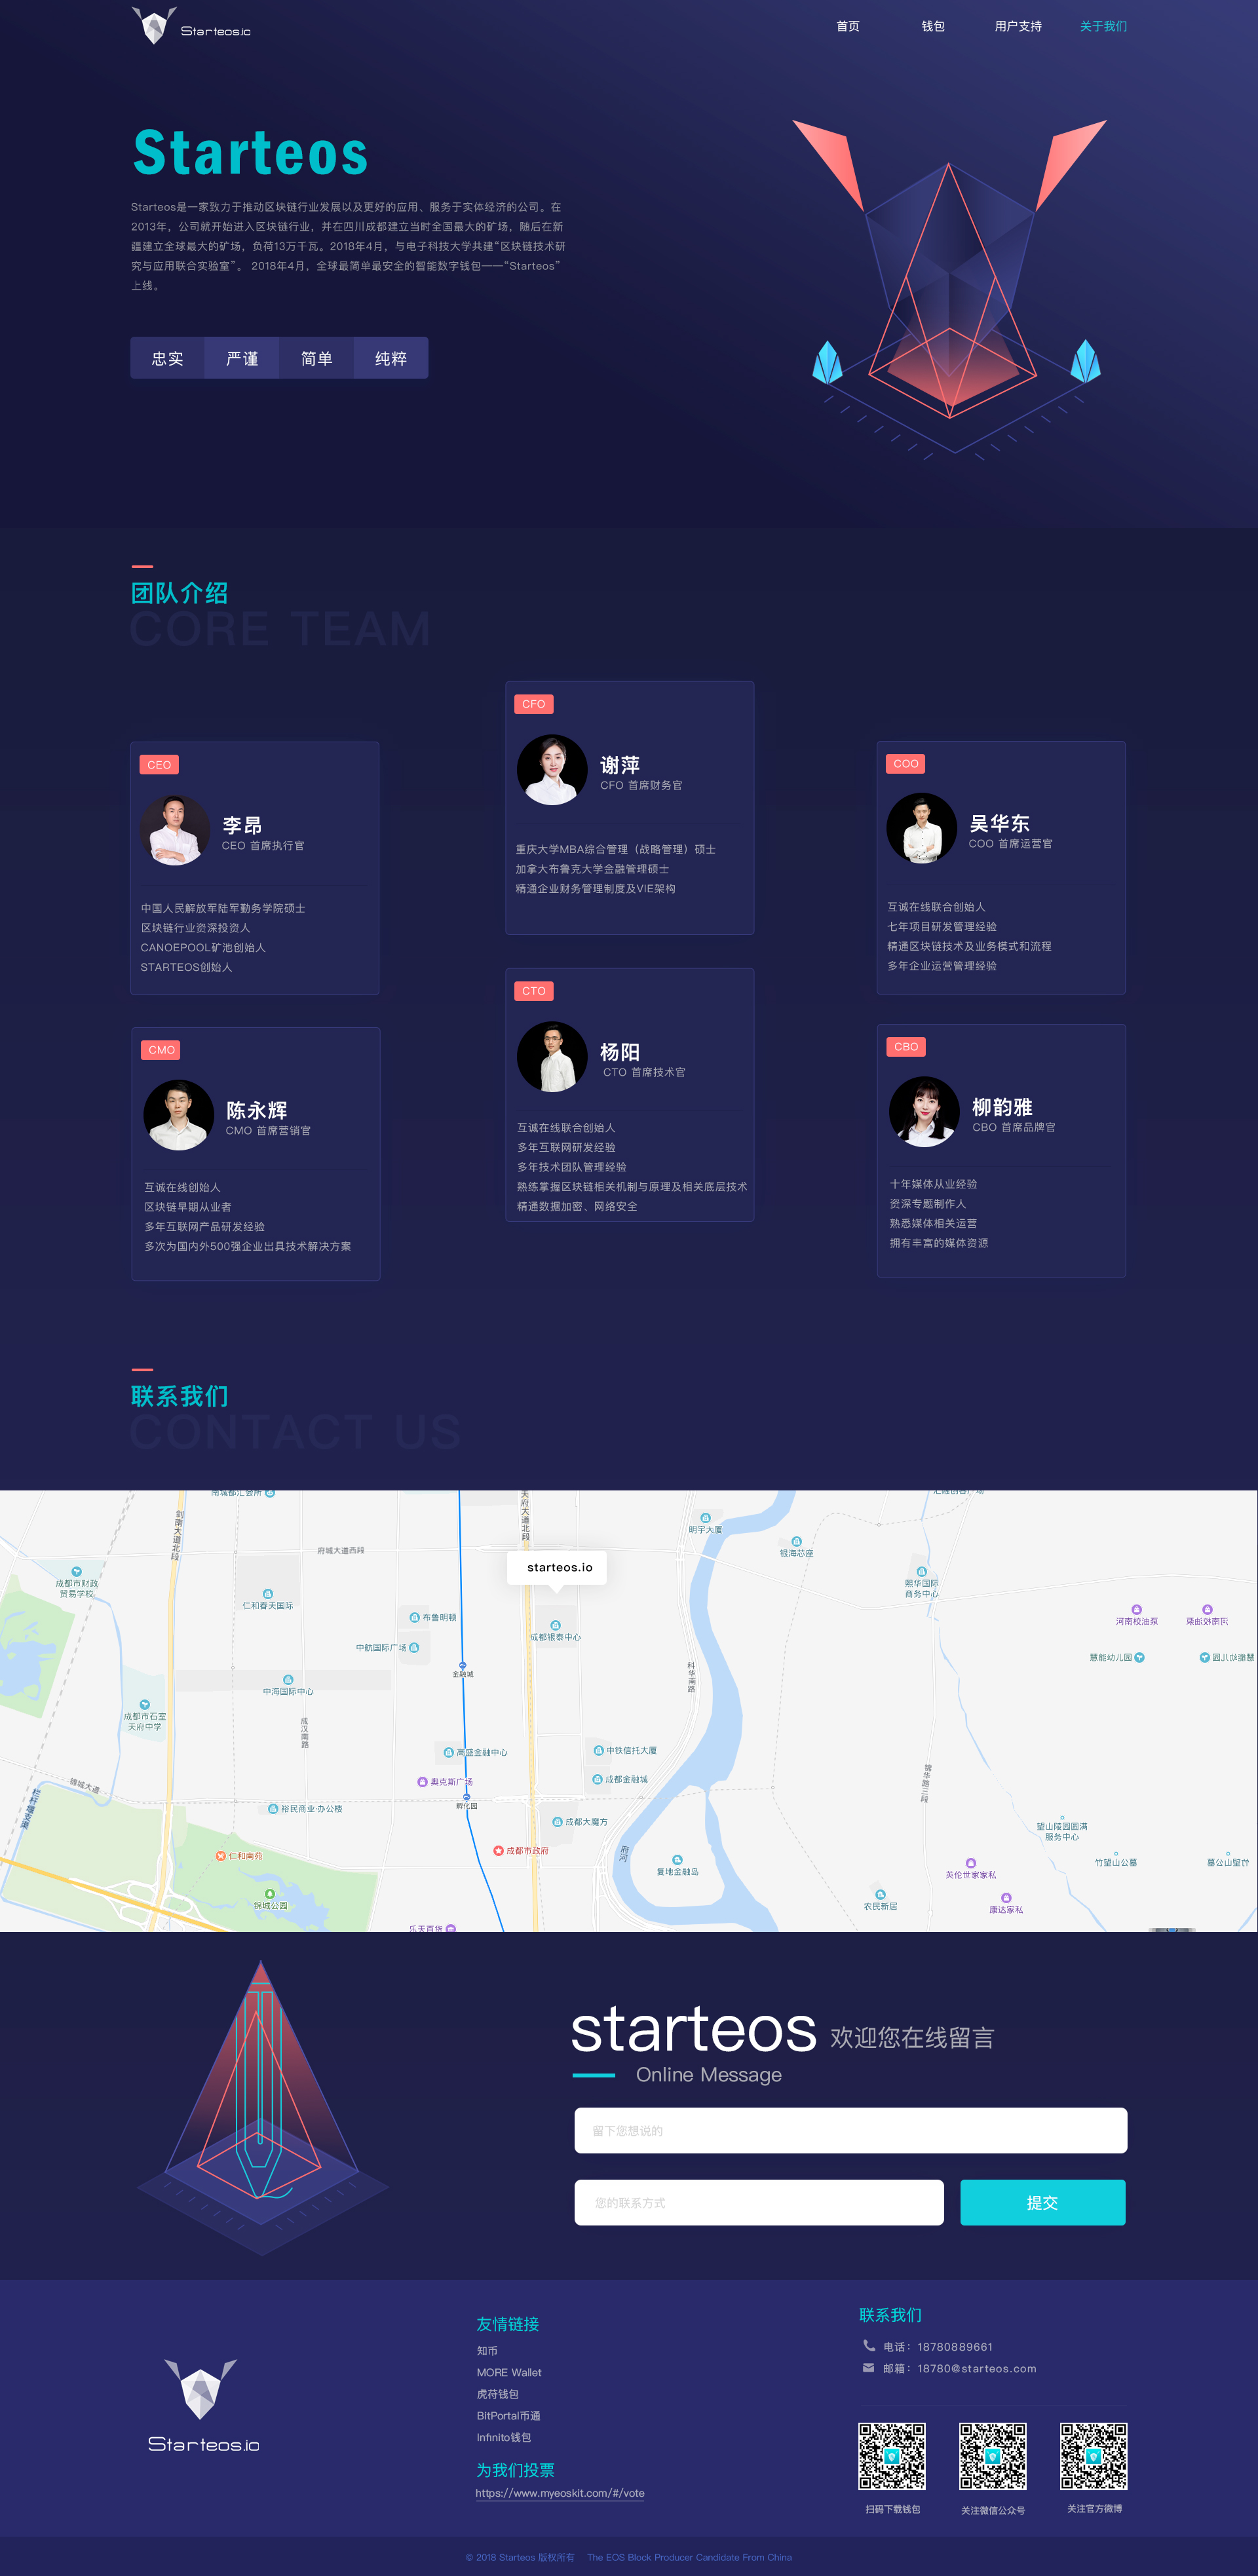 Starteos.io
首页
钱包
用户支持
关于我们
Starteos
Starteos是一家致力于推动区块链行业发展以及更好的应用、服务于实体经济的公司。在
2013年，公司就开始进入区块链行业，并在四川成都建立当时全国最大的矿场，随后在新
疆建立全球最大的矿场，负荷13万千瓦。2018年4月，与电子科技大学共建“区块链技术研
究与应用联合实验室”。 2018年4月，全球最简单最安全的智能数字钱包——“Starteos”
上线。
忠实
严谨
简单
纯粹
团队介绍
CORE TEAM
CEO
李昂
CEO 首席执行官
中国人民解放军陆军勤务学院硕士
区块链行业资深投资人
CANOEPOOL矿池创始人
STARTEOS创始人
CFO
谢萍
CFO 首席财务官
重庆大学MBA综合管理（战略管理）硕士
加拿大布鲁克大学金融管理硕士
精通企业财务管理制度及VIE架构
COO
吴华东
COO 首席运营官
互诚在线联合创始人
七年项目研发管理经验
精通区块链技术及业务模式和流程
多年企业运营管理经验
CMO
陈永辉
CMO 首席营销官
互诚在线创始人
区块链早期从业者
多年互联网产品研发经验
多次为国内外500强企业出具技术解决方案
CTO
杨阳
CTO 首席技术官
互诚在线联合创始人
多年互联网研发经验
多年技术团队管理经验
熟练掌握区块链相关机制与原理及相关底层技术
精通数据加密、网络安全
CBO
柳韵雅
CBO 首席品牌官
十年媒体从业经验
资深专题制作人
熟悉媒体相关运营
拥有丰富的媒体资源
联系我们
CONTACT US
剑南大道北段
天府大道北段
府城大道西段
明宇大厦
银海芯座
starteos.io
成都市财政
贸易学校
仁和春天国际
熙华国际
商务中心
布鲁明顿
中航国际广场
成都银泰中心
河南校油泵
慧能幼儿园
金融城
科华南路
中海国际中心
成都市石室
天府中学
成汉南路
高盛金融中心
中铁信托大厦
奥克斯广场
成都金融城
锦城大道
锦华路三段
孵化园
裕民商业·办公楼
成都大魔方
望山陵园圆满
服务中心
仁和南苑
成都市政府
府河
复地金融岛
竹望山公墓
英伦世家家私
锦城公园
农民新居
康达家私
乐天百货
starteos 欢迎您在线留言
Online Message
留下您想说的
您的联系方式
提交
Starteos.io
友情链接
知币
MORE Wallet
虎符钱包
BitPortal币通
Infinito钱包
为我们投票
https://www.myeoskit.com/#/vote
联系我们
电话：18780889661
邮箱：18780@starteos.com
扫码下载钱包
关注微信公众号
关注官方微博
© 2018 Starteos 版权所有 The EOS Block Producer Candidate From China